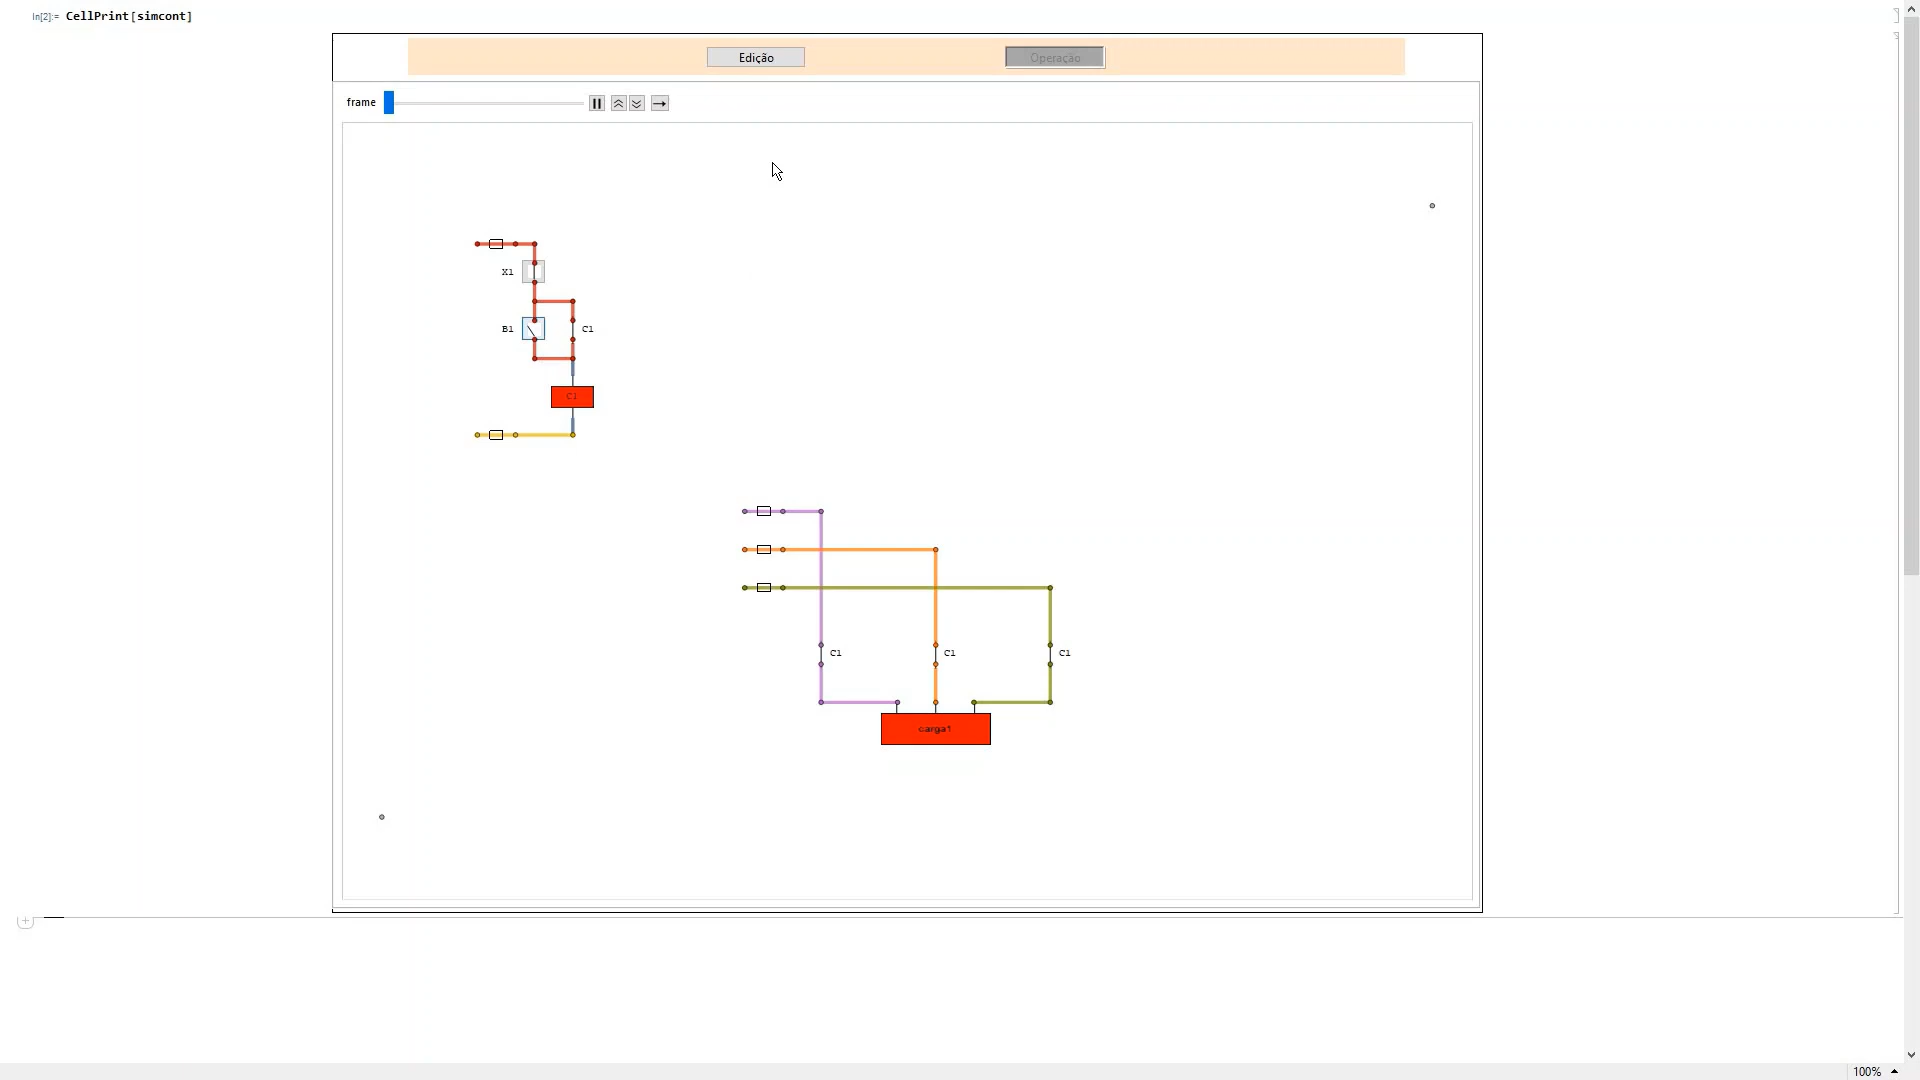 In[2]:= CellPrint[simcont]
Edição
Operação
frame
X1
B1
C1
C1
C1
C1
C1
carga1
100%